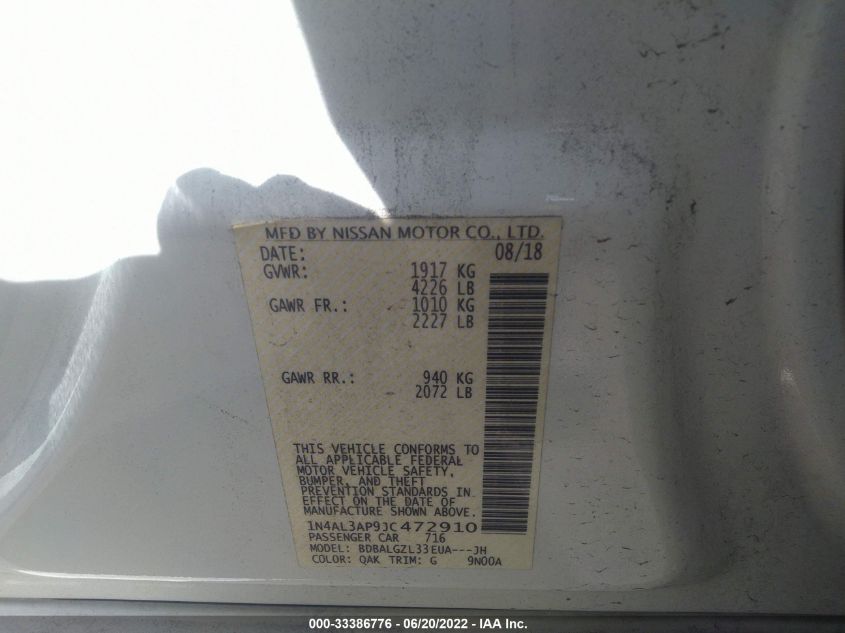 MFD BY NISSAN MOTOR CO., LTD.
DATE: 08/18
GVWR: 1917 KG
4226 LB
GAWR FR.: 1010 KG
2227 LB
GAWR RR.: 940 KG
2072 LB
THIS VEHICLE CONFORMS TO
ALL APPLICABLE FEDERAL
MOTOR VEHICLE SAFETY,
BUMPER, AND THEFT
PREVENTION STANDARDS IN
EFFECT ON THE DATE OF
MANUFACTURE SHOWN ABOVE.
1N4AL3AP9JC472910
PASSENGER CAR 716
MODEL: BDBALGZL33EUA---JH
COLOR: QAK TRIM: G 9N00A
000-33386776 - 06/20/2022 - IAA Inc.